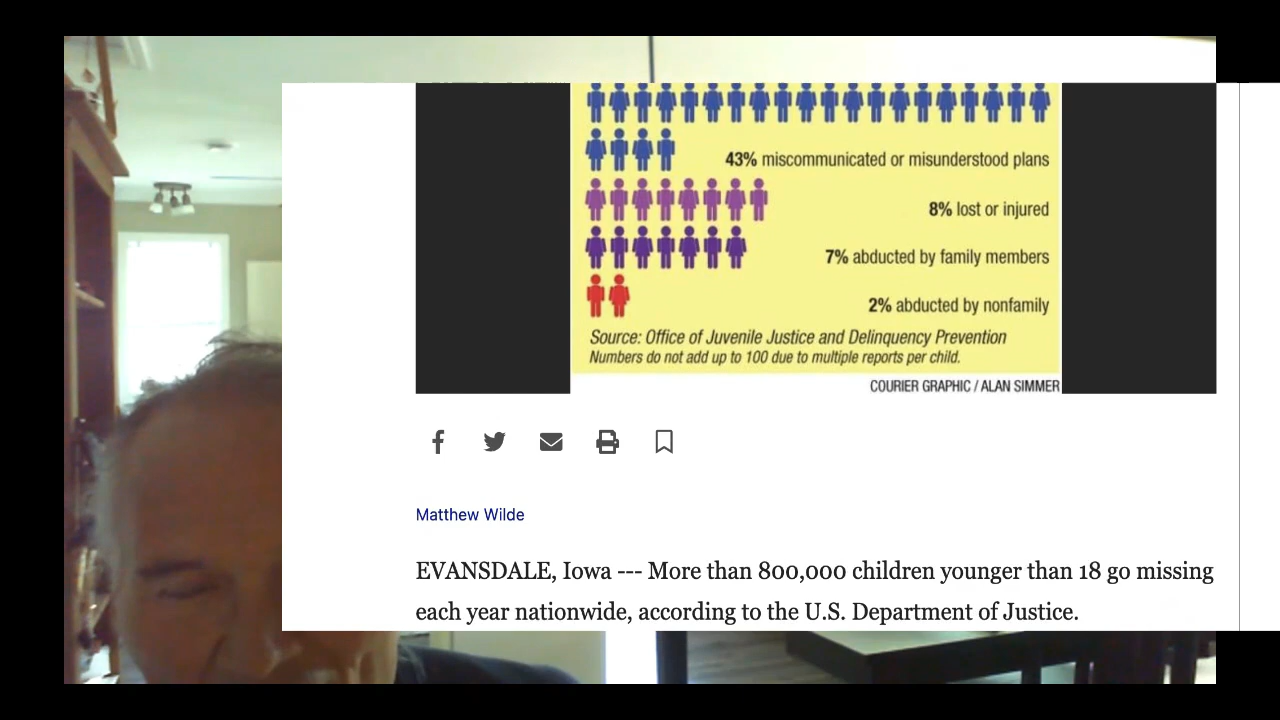 43% miscommunicated or misunderstood plans
8% lost or injured
7% abducted by family members
2% abducted by nonfamily
Source: Office of Juvenile Justice and Delinquency Prevention
Numbers do not add up to 100 due to multiple reports per child.
COURIER GRAPHIC / ALAN SIMMER
Matthew Wilde
EVANSDALE, Iowa --- More than 800,000 children younger than 18 go missing
each year nationwide, according to the U.S. Department of Justice.